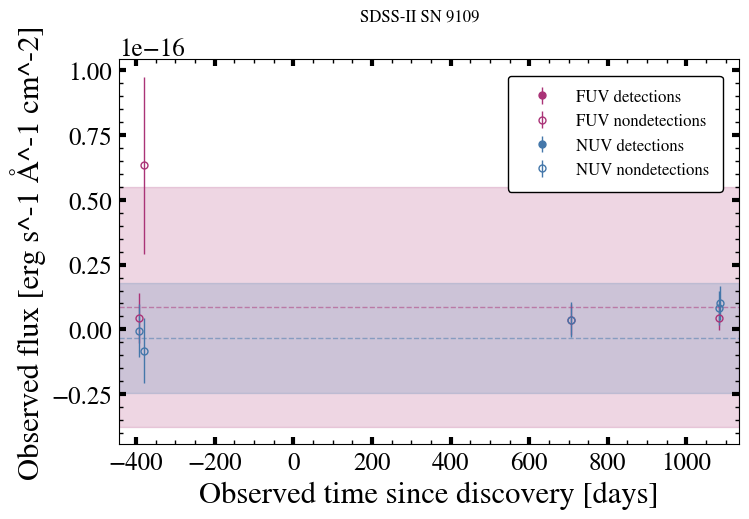 SDSS-II SN 9109
1e−16
1.00
0.75
0.50
0.25
0.00
−0.25
Observed flux [erg s^-1 Å^-1 cm^-2]
FUV detections
FUV nondetections
NUV detections
NUV nondetections
−400 −200 0 200 400 600 800 1000
Observed time since discovery [days]